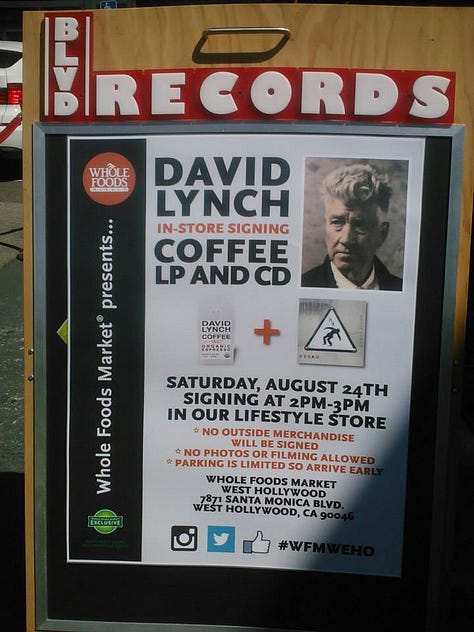 BLVD
RECORDS
WHOLE
FOODS
MARKET
Whole Foods Market® presents...
DAVID
LYNCH
IN-STORE SIGNING
COFFEE
LP AND CD
DAVID
LYNCH
COFFEE
ORGANIC
ESPRESSO
+
SATURDAY, AUGUST 24TH
SIGNING AT 2PM-3PM
IN OUR LIFESTYLE STORE
* NO OUTSIDE MERCHANDISE
WILL BE SIGNED
* NO PHOTOS OR FILMING ALLOWED
* PARKING IS LIMITED SO ARRIVE EARLY
WHOLE FOODS MARKET
WEST HOLLYWOOD
7871 SANTA MONICA BLVD.
WEST HOLLYWOOD, CA 90046
EXCLUSIVE
#WFMWEHO